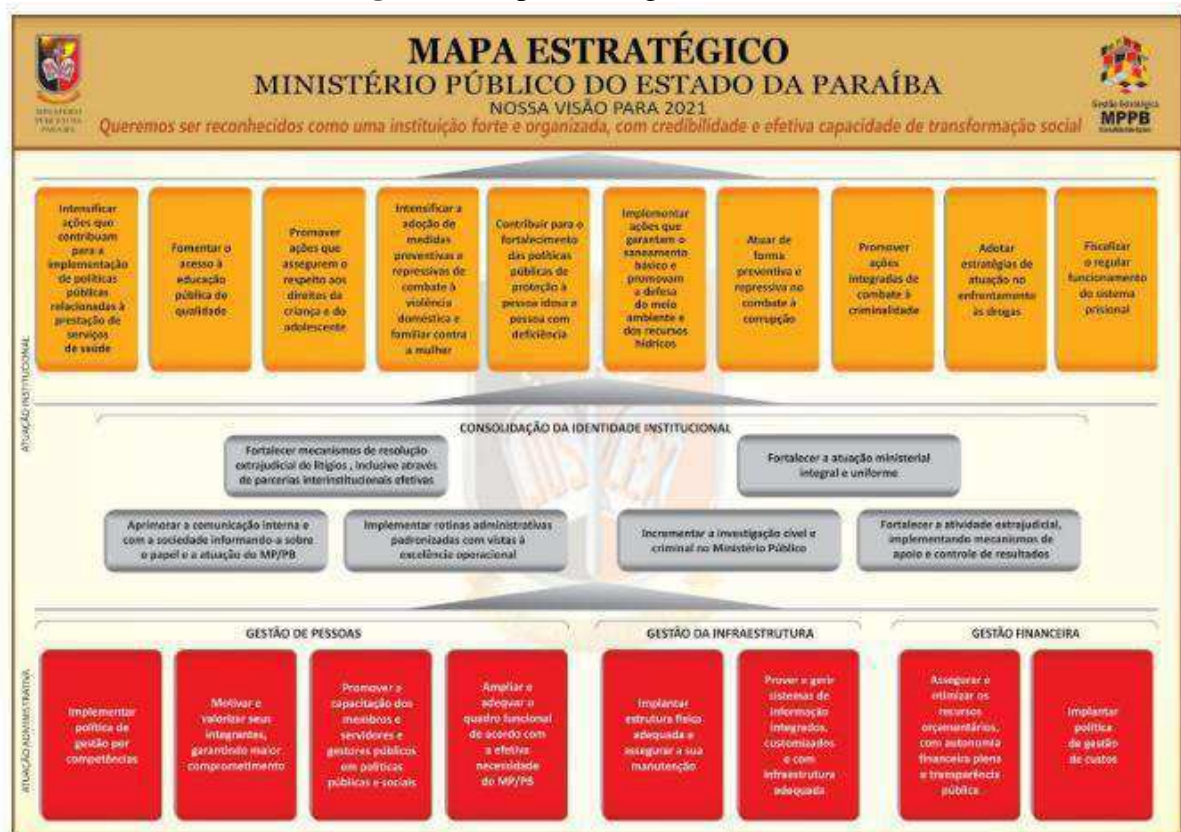 MAPA ESTRATÉGICO
MINISTÉRIO PÚBLICO DO ESTADO DA PARAÍBA
NOSSA VISÃO PARA 2021
Queremos ser reconhecidos como uma instituição forte e organizada, com credibilidade e efetiva capacidade de transformação social
MINISTÉRIO
PÚBLICO DA
PARAÍBA
Gestão Estratégica
MPPB
ATUAÇÃO INSTITUCIONAL
Intensificar
ações que
contribuam
para a
implementação
de políticas
públicas
relacionadas à
prestação de
serviços
de saúde
Fomentar o
acesso à
educação
pública de
qualidade
Promover
ações que
assegurem o
respeito aos
direitos da
criança e do
adolescente
Intensificar a
adoção de
medidas
preventivas e
repressivas de
combate à
violência
doméstica e
familiar contra
a mulher
Contribuir para o
fortalecimento
das políticas
públicas de
proteção à
pessoa idosa e
pessoa com
deficiência
Implementar
ações que
garantam o
saneamento
básico e
promovam
a defesa
do meio
ambiente e
dos recursos
hídricos
Atuar de
forma
preventiva e
repressiva no
combate à
corrupção
Promover
ações
integradas de
combate à
criminalidade
Adotar
estratégias de
atuação no
enfrentamento
às drogas
Fiscalizar
o regular
funcionamento
do sistema
prisional
CONSOLIDAÇÃO DA IDENTIDADE INSTITUCIONAL
Fortalecer mecanismos de resolução
extrajudicial de litígios , inclusive através
de parcerias interinstitucionais efetivas
Fortalecer a atuação ministerial
integral e uniforme
Aprimorar a comunicação interna e
com a sociedade informando-a sobre
o papel e a atuação do MP/PB
Implementar rotinas administrativas
padronizadas com vistas à
excelência operacional
Incrementar a investigação cível e
criminal no Ministério Público
Fortalecer a atividade extrajudicial,
implementando mecanismos de
apoio e controle de resultados
LEX
ATUAÇÃO ADMINISTRATIVA
GESTÃO DE PESSOAS
Implementar
política de
gestão por
competências
Motivar e
valorizar seus
integrantes,
garantindo maior
comprometimento
Promover a
capacitação dos
membros e
servidores e
gestores públicos
em políticas
públicas e sociais
Ampliar e
adequar o
quadro funcional
de acordo com
a efetiva
necessidade
do MP/PB
GESTÃO DA INFRAESTRUTURA
Implantar
estrutura física
adequada e
assegurar a sua
manutenção
Prover e gerir
sistemas de
informação
integrados,
customizados
e com
infraestrutura
adequada
GESTÃO FINANCEIRA
Assegurar e
otimizar os
recursos
orçamentários,
com autonomia
financeira plena
e transparência
pública
Implantar
política
de gestão
de custos